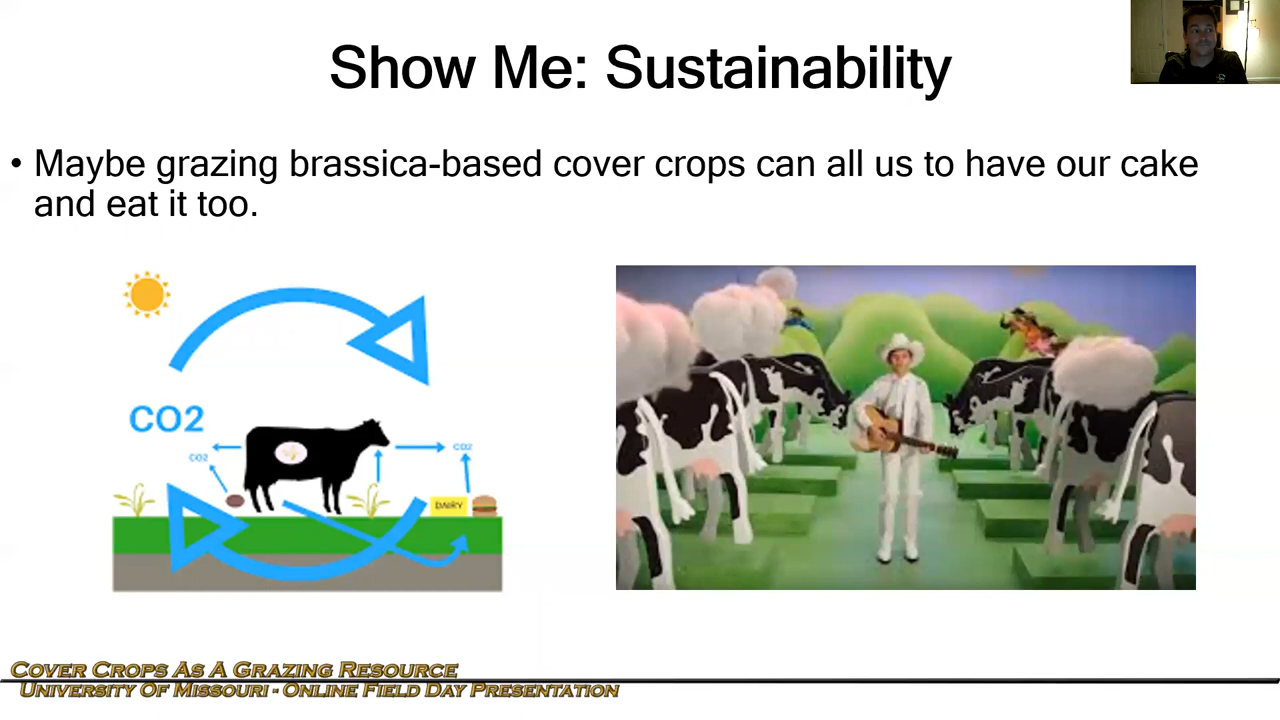 Show Me: Sustainability
• Maybe grazing brassica-based cover crops can all us to have our cake
and eat it too.
CO2
CO2
CO2
DAIRY
Cover Crops As A Grazing Resource
University Of Missouri - Online Field Day Presentation